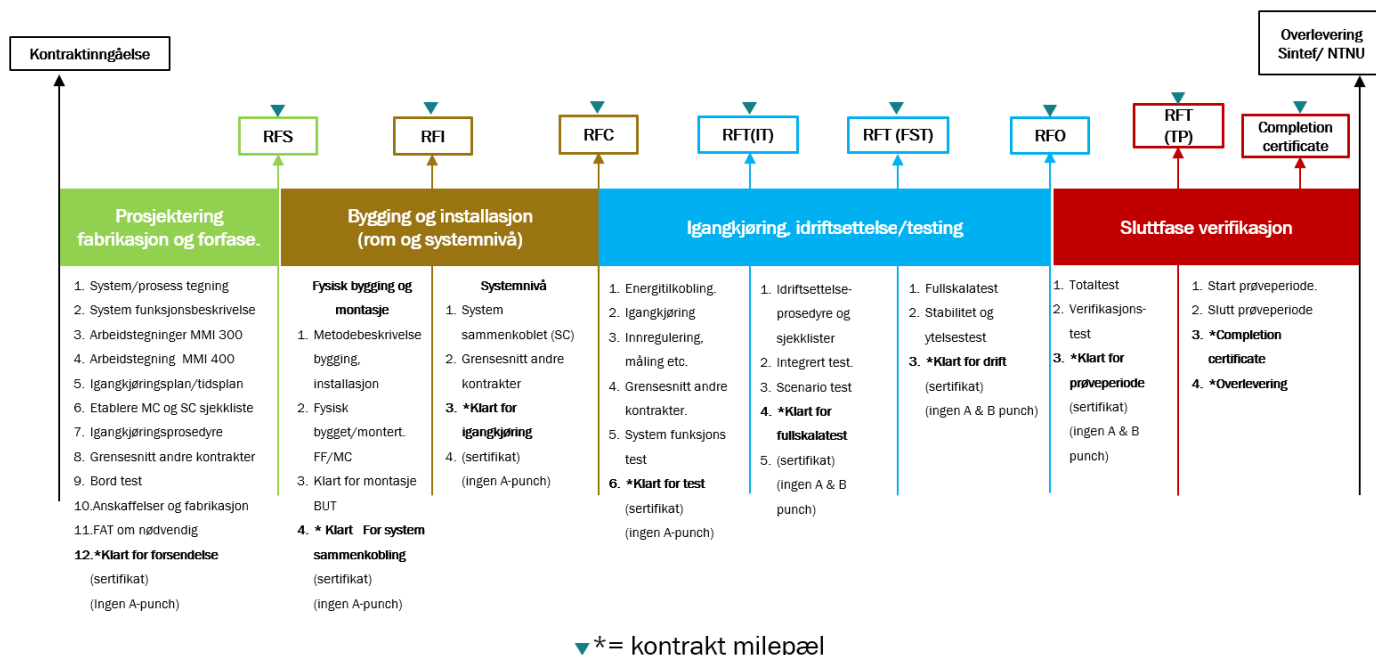 Kontraktinngåelse
Overlevering
Sintef/ NTNU
RFS
RFI
RFC
RFT(IT)
RFT (FST)
RFO
RFT
(TP)
Completion
certificate
Prosjektering
fabrikasjon og forfase.
Bygging og installasjon
(rom og systemnivå)
Igangkjøring, idriftsettelse/testing
Sluttfase verifikasjon
1. System/prosess tegning
2. System funksjonsbeskrivelse
3. Arbeidstegninger MMI 300
4. Arbeidstegning MMI 400
5. Igangkjøringsplan/tidsplan
6. Etablere MC og SC sjekkliste
7. Igangkjøringsprosedyre
8. Grensesnitt andre kontrakter
9. Bord test
10.Anskaffelser og fabrikasjon
11.FAT om nødvendig
12.*Klart for forsendelse
(sertifikat)
(Ingen A-punch)
Fysisk bygging og
montasje
1. Metodebeskrivelse
bygging,
installasjon
2. Fysisk
bygget/montert.
FF/MC
3. Klart for montasje
BUT
4. * Klart For system
sammenkobling
(sertifikat)
(ingen A-punch)
Systemnivå
1. System
sammenkoblet (SC)
2. Grensesnitt andre
kontrakter
3. *Klart for
igangkjøring
4. (sertifikat)
(ingen A-punch)
1. Energitilkobling.
2. Igangkjøring
3. Innregulering,
måling etc.
4. Grensesnitt andre
kontrakter.
5. System funksjons
test
6. *Klart for test
(sertifikat)
(ingen A-punch)
1. Idriftsettelse-
prosedyre og
sjekklister
2. Integrert test.
3. Scenario test
4. *Klart for
fullskalatest
5. (sertifikat)
(ingen A & B
punch)
1. Fullskalatest
2. Stabilitet og
ytelsestest
3. *Klart for drift
(sertifikat)
(ingen A & B punch)
1. Totaltest
2. Verifikasjons-
test
3. *Klart for
prøveperiode
(sertifikat)
(ingen A & B
punch)
1. Start prøveperiode.
2. Slutt prøveperiode
3. *Completion
certificate
4. *Overlevering
*= kontrakt milepæl